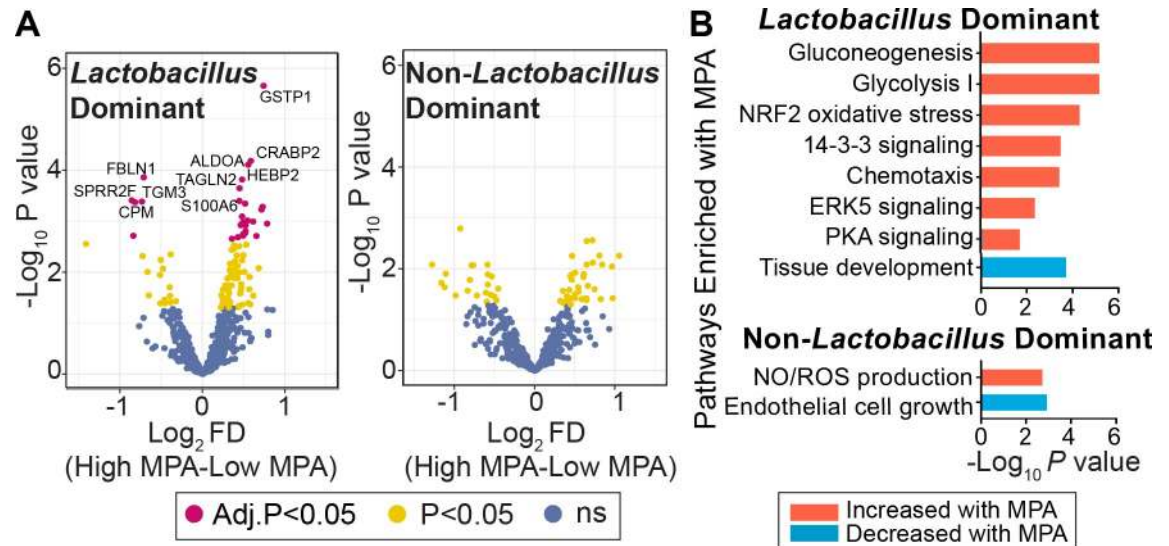 A
Lactobacillus
Dominant
GSTP1
CRABP2
ALDOA
HEBP2
FBLN1
TAGLN2
SPRR2F
TGM3
S100A6
CPM
6
4
2
0
-Log10 P value
-1
0
1
Log2 FD
(High MPA-Low MPA)
Non-Lactobacillus
Dominant
6
4
2
0
-1
0
1
Log2 FD
(High MPA-Low MPA)
Adj.P<0.05
P<0.05
ns
B
Pathways Enriched with MPA
Lactobacillus Dominant
Gluconeogenesis
Glycolysis I
NRF2 oxidative stress
14-3-3 signaling
Chemotaxis
ERK5 signaling
PKA signaling
Tissue development
0 2 4 6
Non-Lactobacillus Dominant
NO/ROS production
Endothelial cell growth
0 2 4 6
-Log10 P value
Increased with MPA
Decreased with MPA